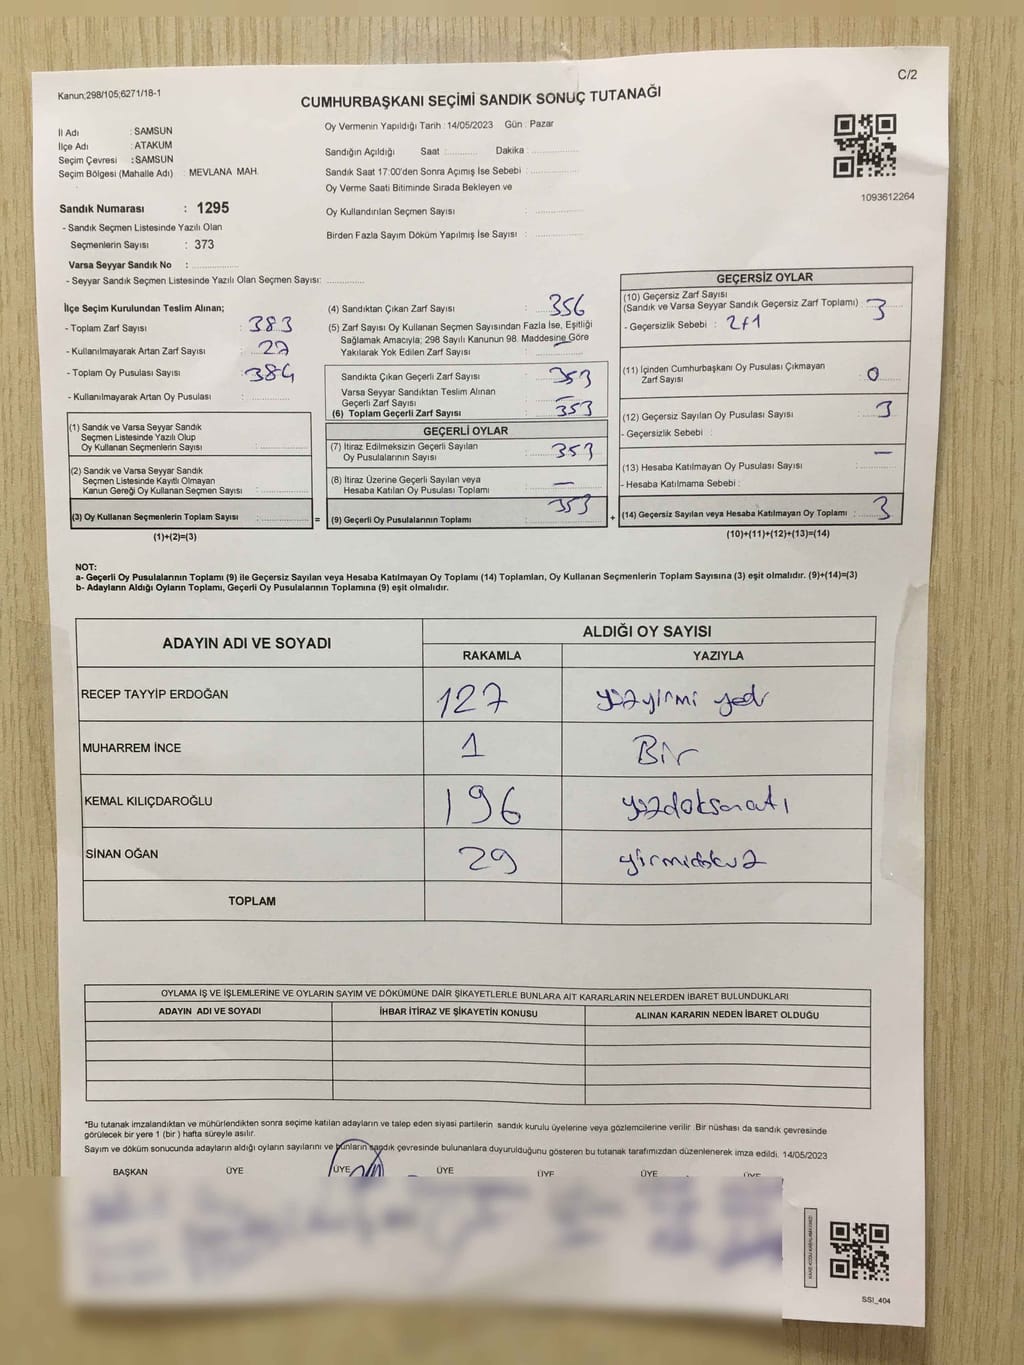 C/2
Kanun;298/105;6271/18-1
CUMHURBAŞKANI SEÇİMİ SANDIK SONUÇ TUTANAĞI
İl Adı : SAMSUN
İlçe Adı : ATAKUM
Seçim Çevresi : SAMSUN
Seçim Bölgesi (Mahalle Adı) : MEVLANA MAH.
Oy Vermenin Yapıldığı Tarih : 14/05/2023 Gün : Pazar
Sandığın Açıldığı Saat : Dakika :
Sandık Saat 17:00'den Sonra Açımış İse Sebebi :
Oy Verme Saati Bitiminde Sırada Bekleyen ve
Oy Kullandırılan Seçmen Sayısı :
Birden Fazla Sayım Döküm Yapılmış İse Sayısı :
1093612264
Sandık Numarası : 1295
- Sandık Seçmen Listesinde Yazılı Olan
Seçmenlerin Sayısı : 373
Varsa Seyyar Sandık No :
- Seyyar Sandık Seçmen Listesinde Yazılı Olan Seçmen Sayısı:
İlçe Seçim Kurulundan Teslim Alınan;
- Toplam Zarf Sayısı : 383
- Kullanılmayarak Artan Zarf Sayısı : 27
- Toplam Oy Pusulası Sayısı : 384
- Kullanılmayarak Artan Oy Pusulası :
(1) Sandık ve Varsa Seyyar Sandık
Seçmen Listesinde Yazılı Olup
Oy Kullanan Seçmenlerin Sayısı :
(2) Sandık ve Varsa Seyyar Sandık
Seçmen Listesinde Kayıtlı Olmayan
Kanun Gereği Oy Kullanan Seçmen Sayısı :
(3) Oy Kullanan Seçmenlerin Toplam Sayısı :
(1)+(2)=(3)
=
(4) Sandıktan Çıkan Zarf Sayısı : 356
(5) Zarf Sayısı Oy Kullanan Seçmen Sayısından Fazla İse, Eşitliği
Sağlamak Amacıyla; 298 Sayılı Kanunun 98. Maddesine Göre
Yakılarak Yok Edilen Zarf Sayısı : —
Sandıkta Çıkan Geçerli Zarf Sayısı : 353
Varsa Seyyar Sandıktan Teslim Alınan
Geçerli Zarf Sayısı : —
(6) Toplam Geçerli Zarf Sayısı : 353
GEÇERLİ OYLAR
(7) İtiraz Edilmeksizin Geçerli Sayılan
Oy Pusulalarının Sayısı : 353
(8) İtiraz Üzerine Geçerli Sayılan veya
Hesaba Katılan Oy Pusulası Toplamı : —
(9) Geçerli Oy Pusulalarının Toplamı : 353
+
GEÇERSİZ OYLAR
(10) Geçersiz Zarf Sayısı
(Sandık ve Varsa Seyyar Sandık Geçersiz Zarf Toplamı) : 3
- Geçersizlik Sebebi : 2+1
(11) İçinden Cumhurbaşkanı Oy Pusulası Çıkmayan
Zarf Sayısı : 0
(12) Geçersiz Sayılan Oy Pusulası Sayısı : 3
- Geçersizlik Sebebi :
(13) Hesaba Katılmayan Oy Pusulası Sayısı : —
- Hesaba Katılmama Sebebi :
(14) Geçersiz Sayılan veya Hesaba Katılmayan Oy Toplamı : 3
(10)+(11)+(12)+(13)=(14)
NOT:
a- Geçerli Oy Pusulalarının Toplamı (9) ile Geçersiz Sayılan veya Hesaba Katılmayan Oy Toplamı (14) Toplamları, Oy Kullanan Seçmenlerin Toplam Sayısına (3) eşit olmalıdır. (9)+(14)=(3)
b- Adayların Aldığı Oyların Toplamı, Geçerli Oy Pusulalarının Toplamına (9) eşit olmalıdır.
ADAYIN ADI VE SOYADI
ALDIĞI OY SAYISI
RAKAMLA YAZIYLA
RECEP TAYYİP ERDOĞAN 127 yüzyirmi yedi
MUHARREM İNCE 1 Bir
KEMAL KILIÇDAROĞLU 196 yüzdoksanaltı
SİNAN OĞAN 29 yirmidokuz
TOPLAM
OYLAMA İŞ VE İŞLEMLERİNE VE OYLARIN SAYIM VE DÖKÜMÜNE DAİR ŞİKAYETLERLE BUNLARA AİT KARARLARIN NELERDEN İBARET BULUNDUKLARI
ADAYIN ADI VE SOYADI İHBAR İTİRAZ VE ŞİKAYETİN KONUSU ALINAN KARARIN NEDEN İBARET OLDUĞU
*Bu tutanak imzalandıktan ve mühürlendikten sonra seçime katılan adayların ve talep eden siyasi partilerin sandık kurulu üyelerine veya gözlemcilerine verilir. Bir nüshası da sandık çevresinde
görülecek bir yere 1 (bir ) hafta süreyle asılır.
Sayım ve döküm sonucunda adayların aldığı oyların sayılarını ve bunların sandık çevresinde bulunanlara duyurulduğunu gösteren bu tutanak tarafımızdan düzenlenerek imza edildi. 14/05/2023
BAŞKAN ÜYE ÜYE ÜYE ÜYE ÜYE ÜYE
SSI_404